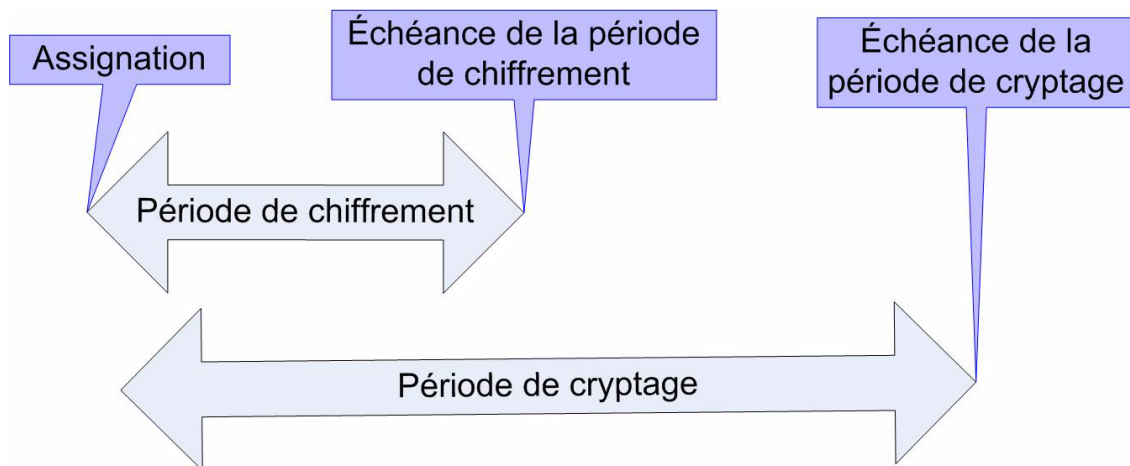 Assignation
Échéance de la période
de chiffrement
Échéance de la
période de cryptage
Période de chiffrement
Période de cryptage